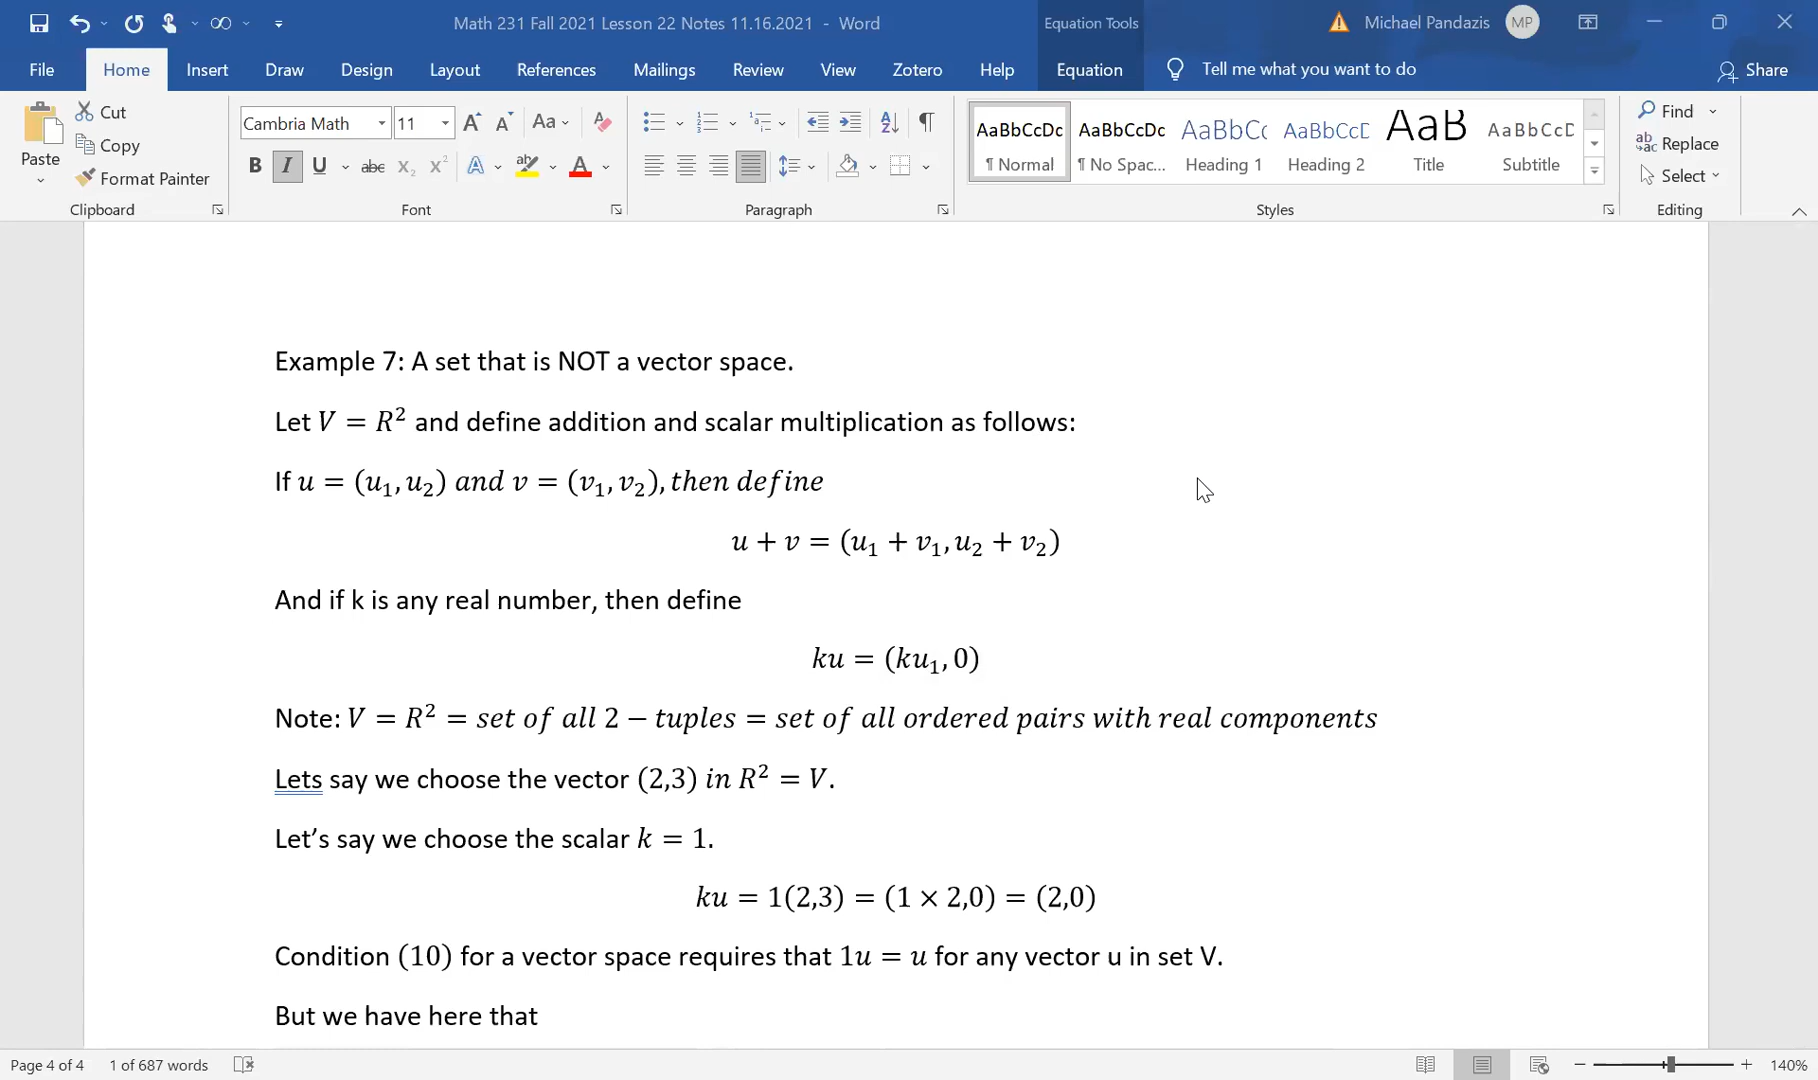 Math 231 Fall 2021 Lesson 22 Notes 11.16.2021 - Word
Equation Tools
Michael Pandazis MP
File Home Insert Draw Design Layout References Mailings Review View Zotero Help Equation Tell me what you want to do Share
Paste
Cut
Copy
Format Painter
Clipboard
Cambria Math 11
Font
Paragraph
AaBbCcDc AaBbCcDc AaBbCc AaBbCcD AaB AaBbCcD
¶ Normal ¶ No Spac... Heading 1 Heading 2 Title Subtitle
Styles
Find
Replace
Select
Editing
Example 7: A set that is NOT a vector space.
Let V = R² and define addition and scalar multiplication as follows:
If u = (u₁, u₂) and v = (v₁, v₂), then define
u + v = (u₁ + v₁, u₂ + v₂)
And if k is any real number, then define
ku = (ku₁, 0)
Note: V = R² = set of all 2 − tuples = set of all ordered pairs with real components
Lets say we choose the vector (2,3) in R² = V.
Let’s say we choose the scalar k = 1.
ku = 1(2,3) = (1 × 2,0) = (2,0)
Condition (10) for a vector space requires that 1u = u for any vector u in set V.
But we have here that
Page 4 of 4 1 of 687 words 140%